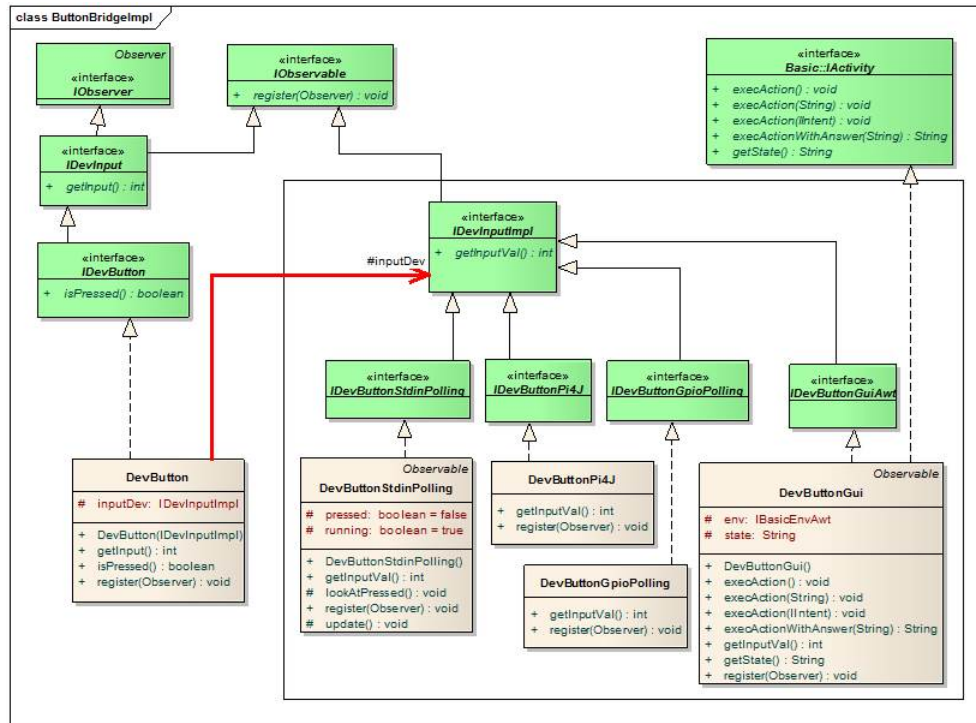 class ButtonBridgeImpl
Observer
«interface»
IObserver
«interface»
IObservable
+ register(Observer) : void
«interface»
Basic::IActivity
+ execAction() : void
+ execAction(String) : void
+ execAction(IIntent) : void
+ execActionWithAnswer(String) : String
+ getState() : String
«interface»
IDevInput
+ getInput() : int
«interface»
IDevInputImpl
+ getInputVal() : int
«interface»
IDevButton
+ isPressed() : boolean
#inputDev
«interface»
IDevButtonStdinPolling
«interface»
IDevButtonPi4J
«interface»
IDevButtonGpioPolling
«interface»
IDevButtonGuiAwt
DevButton
# inputDev: IDevInputImpl
+ DevButton(IDevInputImpl)
+ getInput() : int
+ isPressed() : boolean
+ register(Observer) : void
Observable
DevButtonStdinPolling
# pressed: boolean = false
# running: boolean = true
+ DevButtonStdinPolling()
+ getInputVal() : int
# lookAtPressed() : void
+ register(Observer) : void
# update() : void
DevButtonPi4J
+ getInputVal() : int
+ register(Observer) : void
DevButtonGpioPolling
+ getInputVal() : int
+ register(Observer) : void
Observable
DevButtonGui
# env: IBasicEnvAwt
# state: String
+ DevButtonGui()
+ execAction() : void
+ execAction(String) : void
+ execAction(IIntent) : void
+ execActionWithAnswer(String) : String
+ getInputVal() : int
+ getState() : String
+ register(Observer) : void